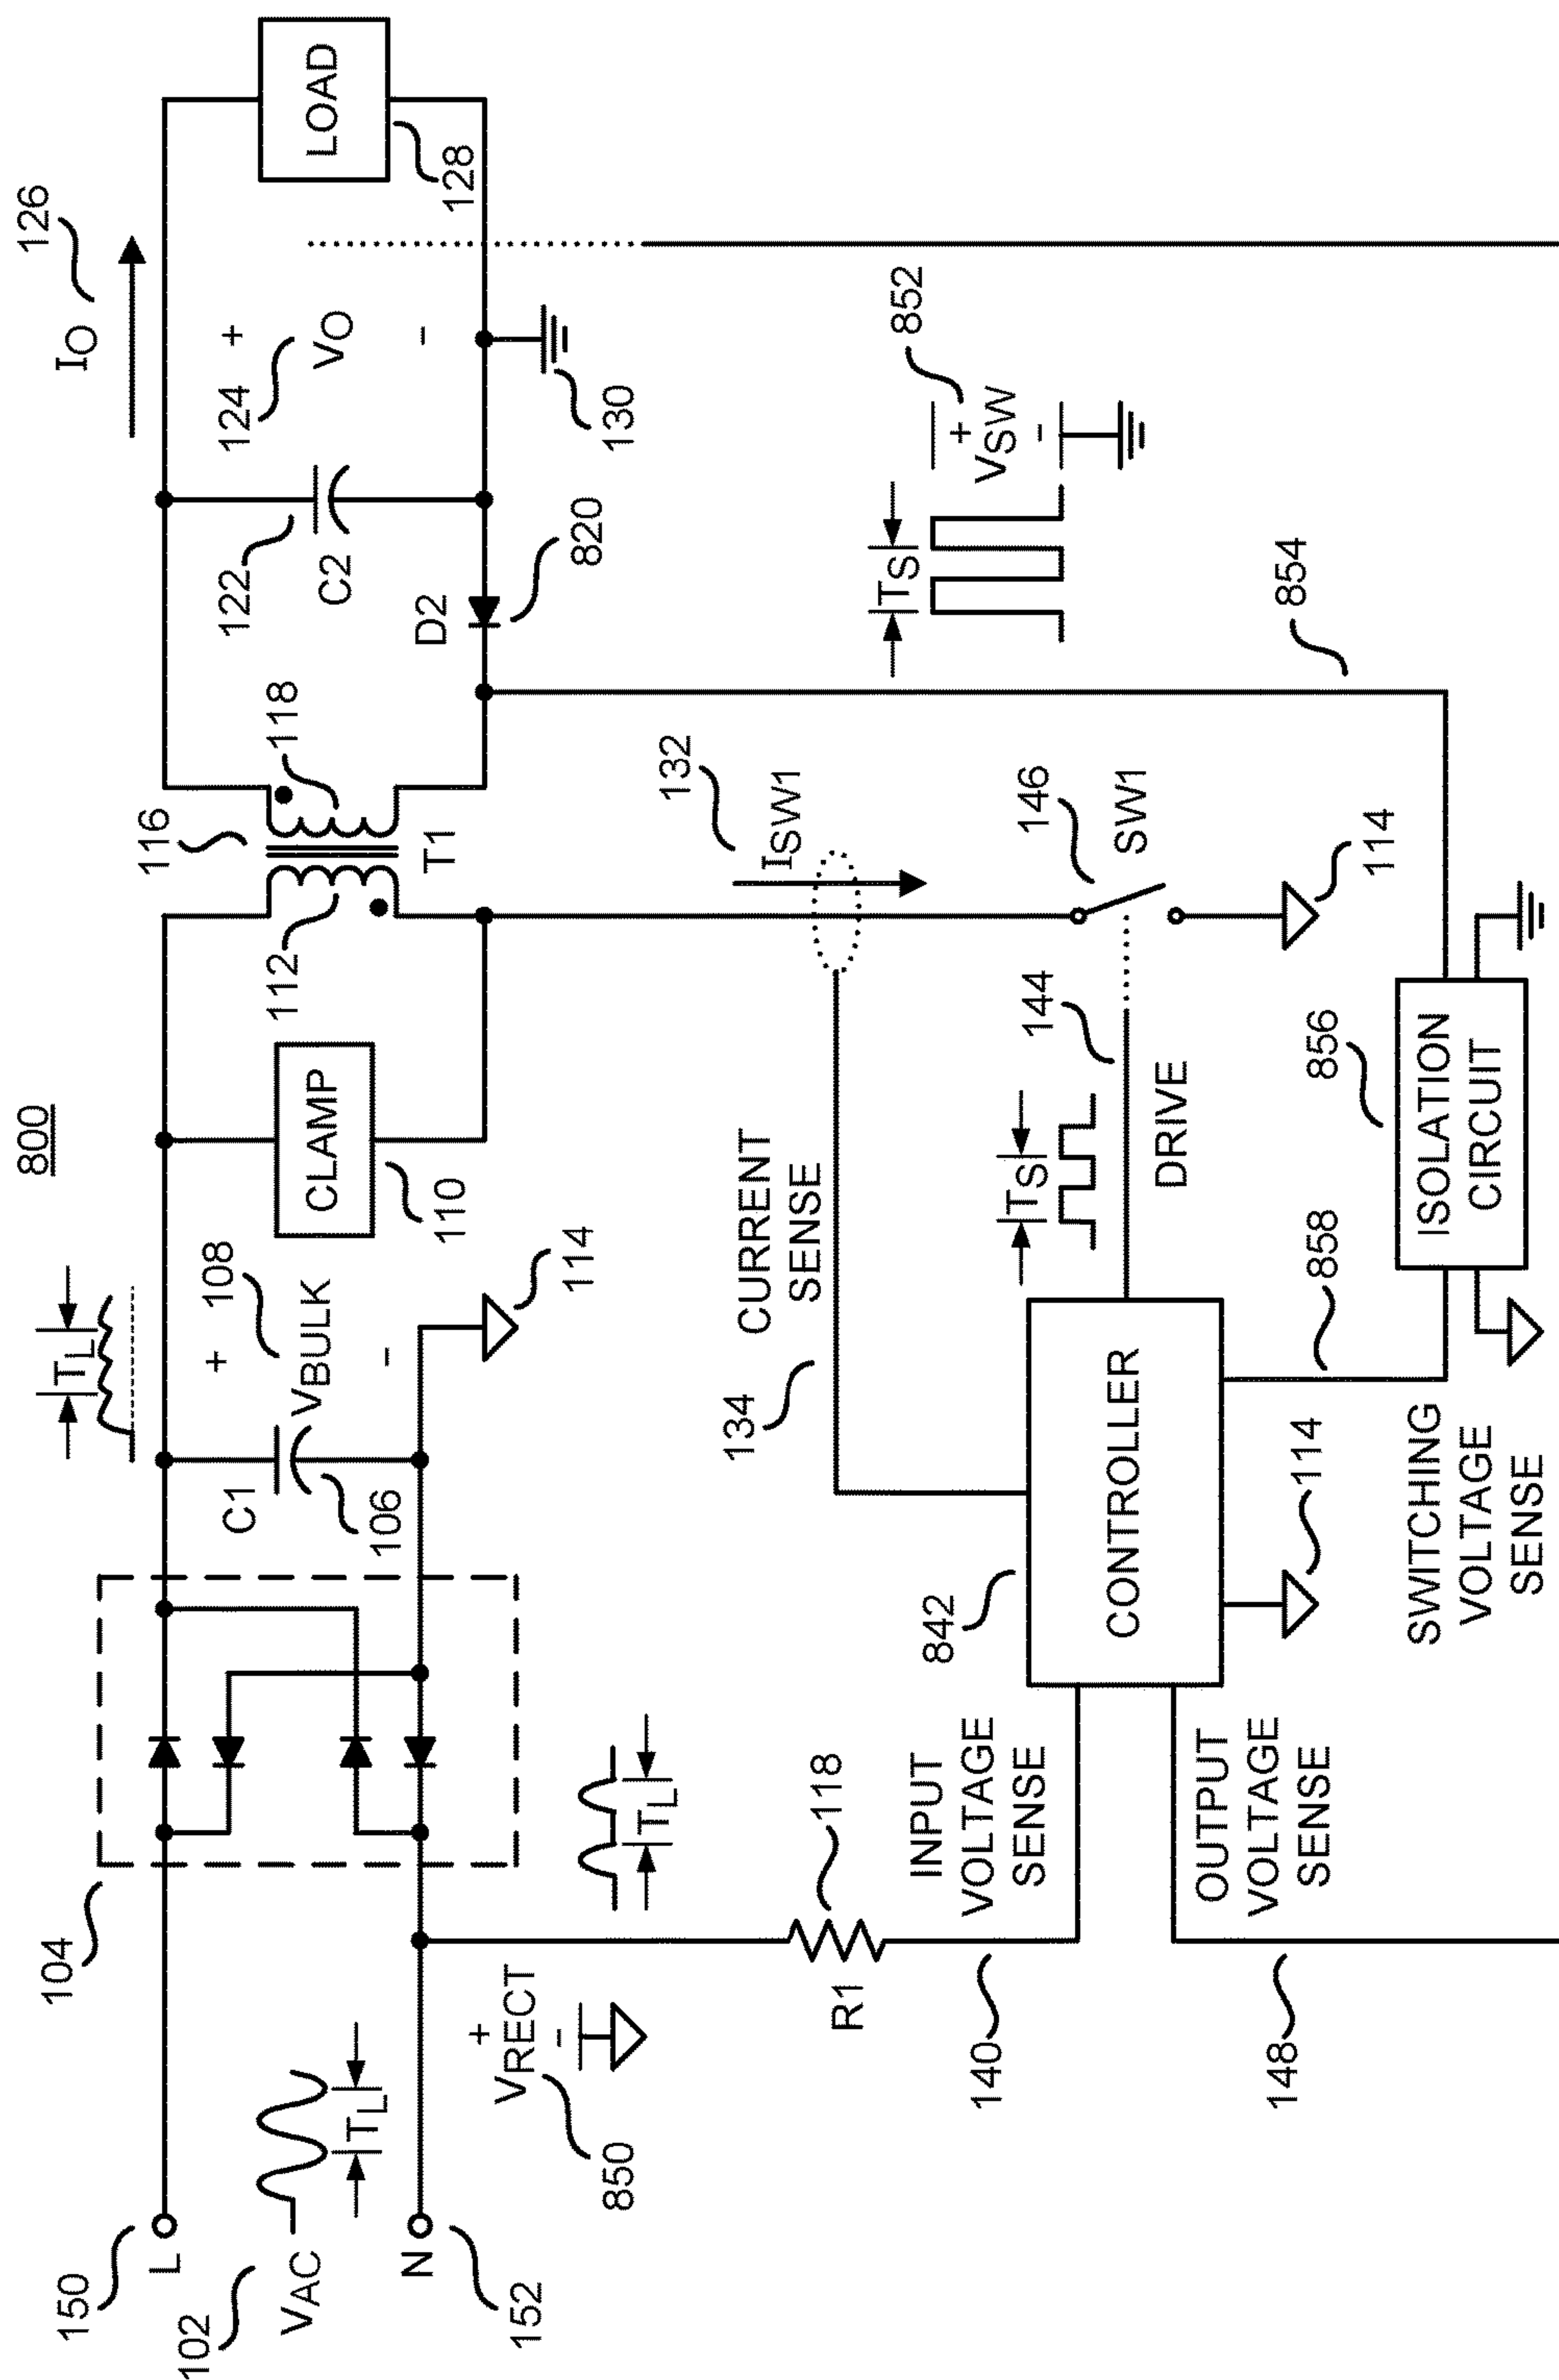 800
150
L
102
VAC
TL
N
152
104
VRECT
+
-
850
TL
118
R1
140
INPUT
VOLTAGE
SENSE
148
OUTPUT
VOLTAGE
SENSE
842
CONTROLLER
114
TL
C1
106
+
VBULK
-
108
114
CLAMP
110
112
116
T1
118
CURRENT
SENSE
134
132
ISW1
DRIVE
144
TS
146
SW1
114
SWITCHING
VOLTAGE
SENSE
858
ISOLATION
CIRCUIT
856
854
D2
820
122
C2
124
+
VO
-
130
IO
126
LOAD
128
TS
+
VSW
-
852